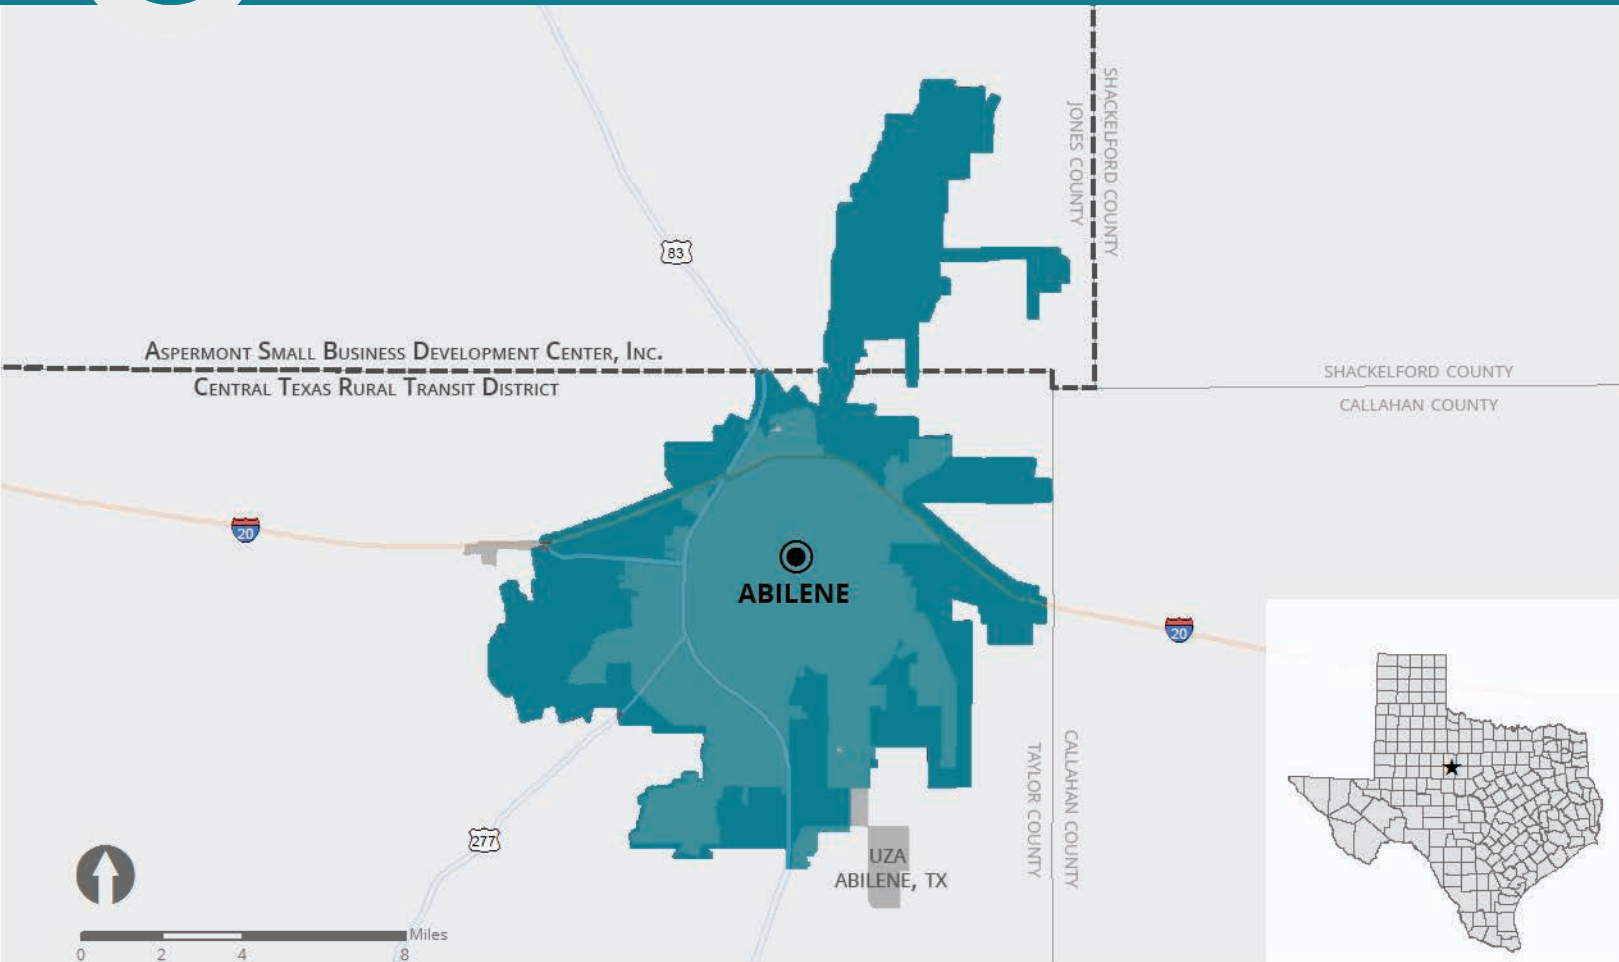 SHACKELFORD COUNTY
JONES COUNTY
83
ASPERMONT SMALL BUSINESS DEVELOPMENT CENTER, INC.
CENTRAL TEXAS RURAL TRANSIT DISTRICT
SHACKELFORD COUNTY
CALLAHAN COUNTY
20
ABILENE
20
277
UZA
ABILENE, TX
TAYLOR COUNTY
CALLAHAN COUNTY
Miles
0 2 4 8